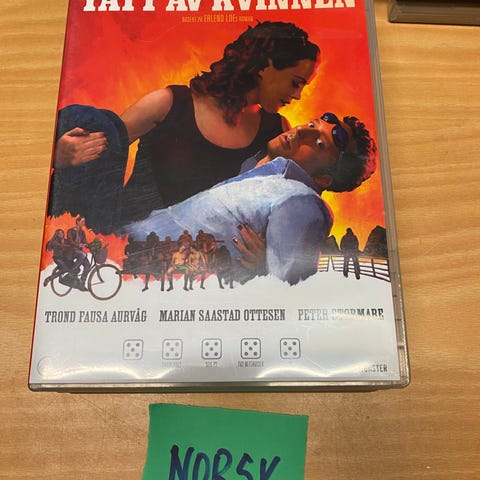 TATT AV KVINNEN
BASERT PÅ ERLEND LOEs ROMAN
TROND FAUSA AURVÅG MARIAN SAASTAD OTTESEN PETER STORMARE
NORSK